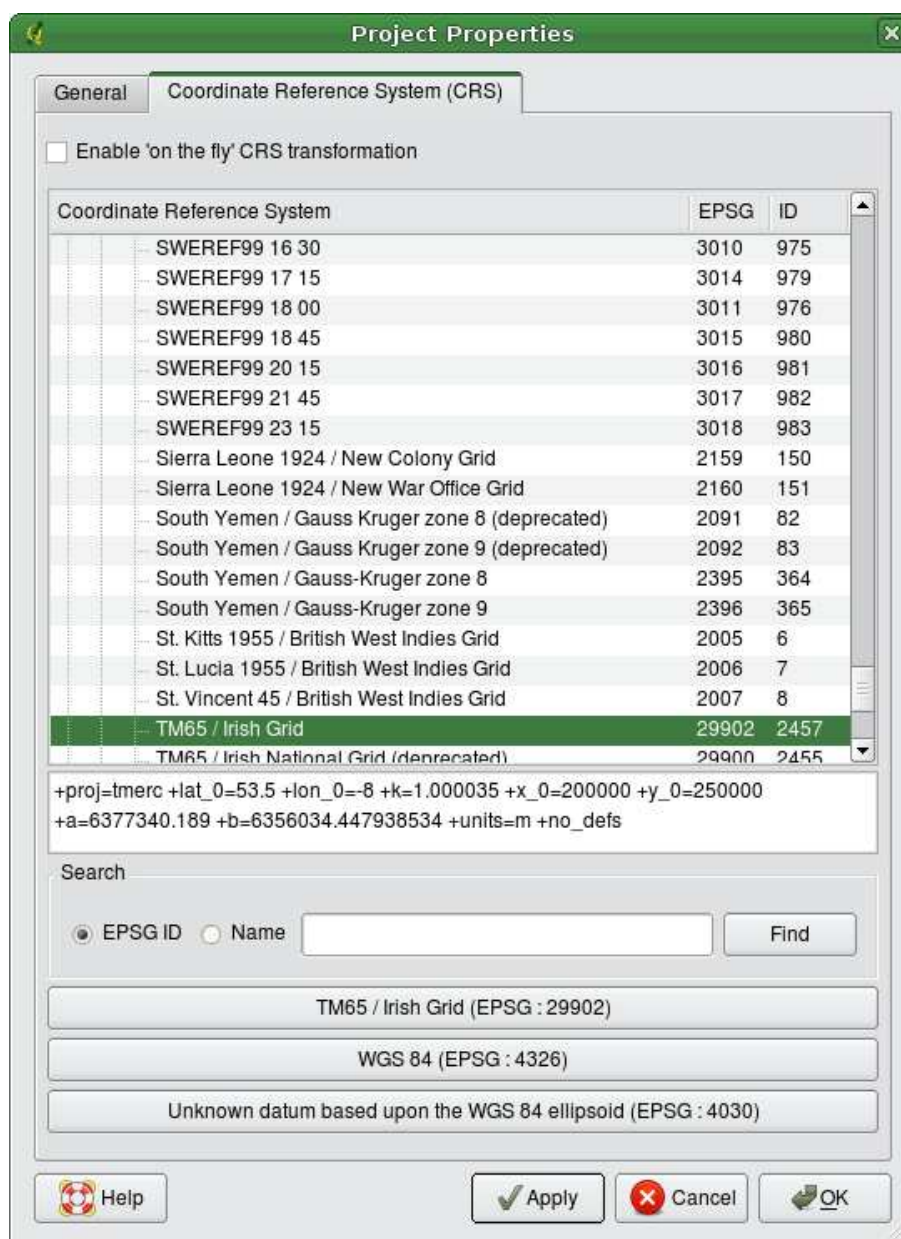 Project Properties
General
Coordinate Reference System (CRS)
Enable 'on the fly' CRS transformation
Coordinate Reference System EPSG ID
SWEREF99 16 30 3010 975
SWEREF99 17 15 3014 979
SWEREF99 18 00 3011 976
SWEREF99 18 45 3015 980
SWEREF99 20 15 3016 981
SWEREF99 21 45 3017 982
SWEREF99 23 15 3018 983
Sierra Leone 1924 / New Colony Grid 2159 150
Sierra Leone 1924 / New War Office Grid 2160 151
South Yemen / Gauss Kruger zone 8 (deprecated) 2091 82
South Yemen / Gauss Kruger zone 9 (deprecated) 2092 83
South Yemen / Gauss-Kruger zone 8 2395 364
South Yemen / Gauss-Kruger zone 9 2396 365
St. Kitts 1955 / British West Indies Grid 2005 6
St. Lucia 1955 / British West Indies Grid 2006 7
St. Vincent 45 / British West Indies Grid 2007 8
TM65 / Irish Grid 29902 2457
TM65 / Irish National Grid (deprecated) 29900 2455
+proj=tmerc +lat_0=53.5 +lon_0=-8 +k=1.000035 +x_0=200000 +y_0=250000
+a=6377340.189 +b=6356034.447938534 +units=m +no_defs
Search
EPSG ID Name Find
TM65 / Irish Grid (EPSG : 29902)
WGS 84 (EPSG : 4326)
Unknown datum based upon the WGS 84 ellipsoid (EPSG : 4030)
Help Apply Cancel OK